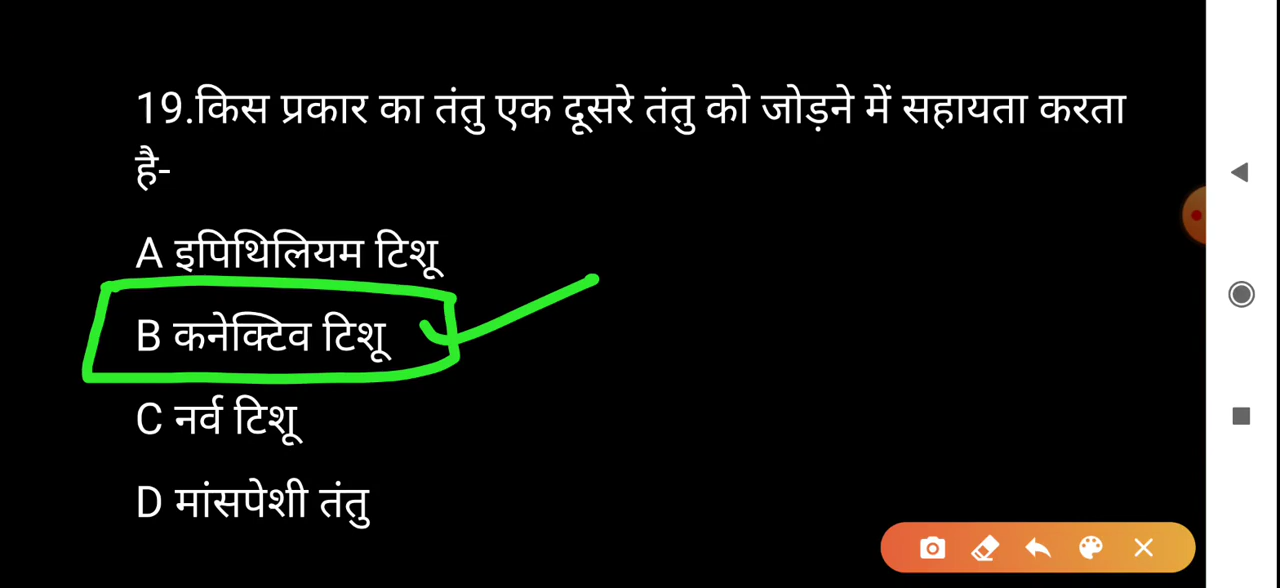 19.किस प्रकार का तंतु एक दूसरे तंतु को जोड़ने में सहायता करता
है-
A इपिथिलियम टिशू
B कनेक्टिव टिशू
C नर्व टिशू
D मांसपेशी तंतु